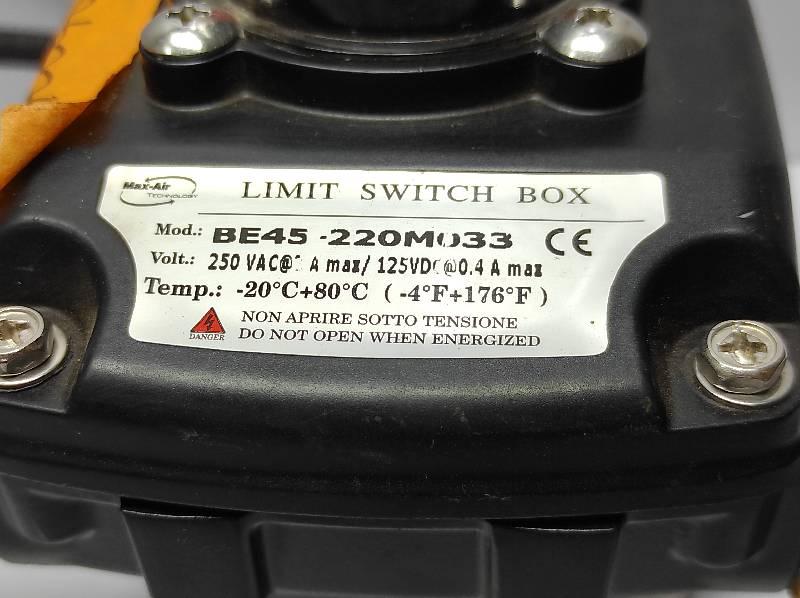 Max-Air
TECHNOLOGY
LIMIT SWITCH BOX
Mod.: BE45-220M033 CE
Volt.: 250 VAC@ A max/ 125VDC@0.4 A max
Temp.: -20°C+80°C ( -4°F+176°F )
NON APRIRE SOTTO TENSIONE
DANGER
DO NOT OPEN WHEN ENERGIZED